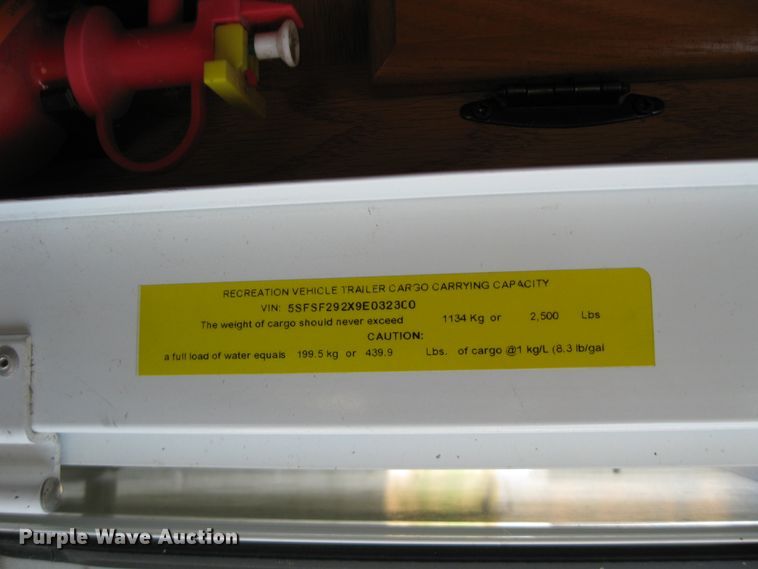 RECREATION VEHICLE TRAILER CARGO CARRYING CAPACITY
VIN: 5SFSF292X9E032300
The weight of cargo should never exceed 1134 Kg or 2,500 Lbs
CAUTION:
a full load of water equals 199.5 kg or 439.9 Lbs. of cargo @1 kg/L (8.3 lb/gal
Purple Wave Auction